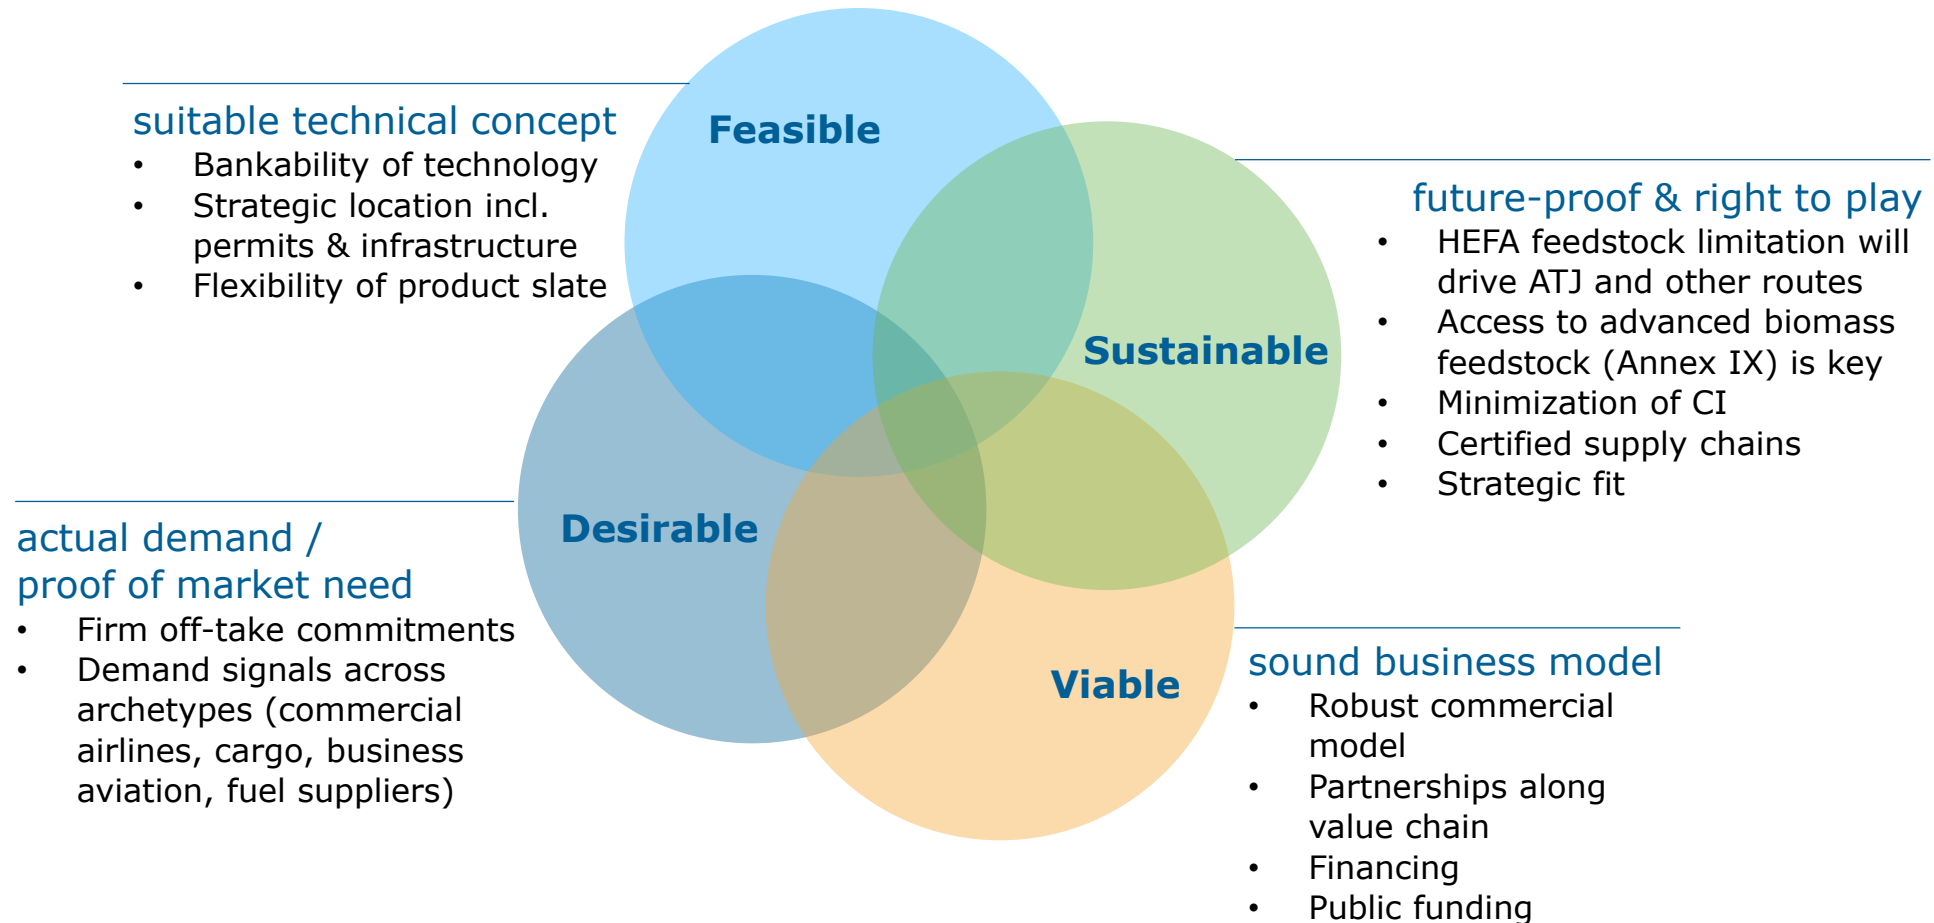 Feasible
suitable technical concept
• Bankability of technology
• Strategic location incl.
permits & infrastructure
• Flexibility of product slate
Sustainable
future-proof & right to play
• HEFA feedstock limitation will
drive ATJ and other routes
• Access to advanced biomass
feedstock (Annex IX) is key
• Minimization of CI
• Certified supply chains
• Strategic fit
Desirable
actual demand /
proof of market need
• Firm off-take commitments
• Demand signals across
archetypes (commercial
airlines, cargo, business
aviation, fuel suppliers)
Viable
sound business model
• Robust commercial
model
• Partnerships along
value chain
• Financing
• Public funding